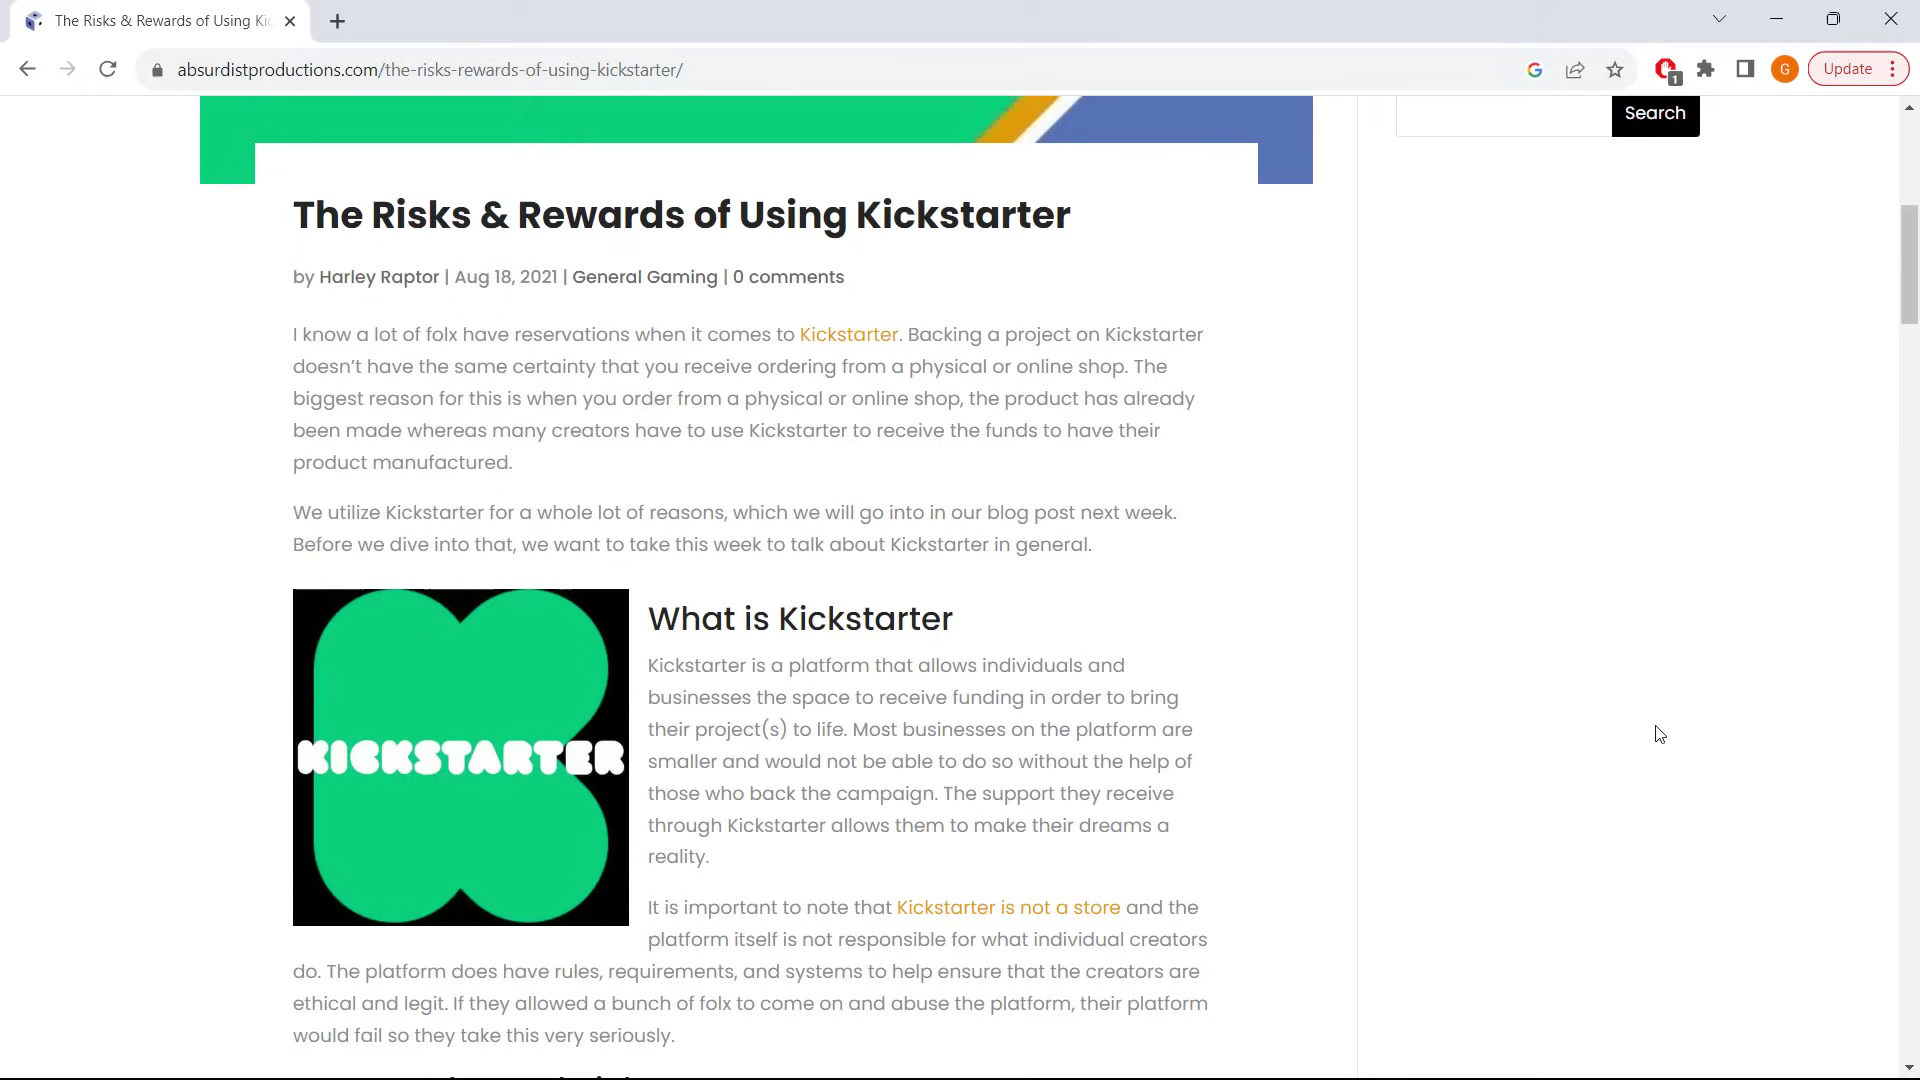 The Risks & Rewards of Using Kic
absurdistproductions.com/the-risks-rewards-of-using-kickstarter/
1
G
Update
Search
The Risks & Rewards of Using Kickstarter
by Harley Raptor | Aug 18, 2021 | General Gaming | 0 comments
I know a lot of folx have reservations when it comes to Kickstarter. Backing a project on Kickstarter
doesn’t have the same certainty that you receive ordering from a physical or online shop. The
biggest reason for this is when you order from a physical or online shop, the product has already
been made whereas many creators have to use Kickstarter to receive the funds to have their
product manufactured.
We utilize Kickstarter for a whole lot of reasons, which we will go into in our blog post next week.
Before we dive into that, we want to take this week to talk about Kickstarter in general.
KICKSTARTER
What is Kickstarter
Kickstarter is a platform that allows individuals and
businesses the space to receive funding in order to bring
their project(s) to life. Most businesses on the platform are
smaller and would not be able to do so without the help of
those who back the campaign. The support they receive
through Kickstarter allows them to make their dreams a
reality.
It is important to note that Kickstarter is not a store and the
platform itself is not responsible for what individual creators
do. The platform does have rules, requirements, and systems to help ensure that the creators are
ethical and legit. If they allowed a bunch of folx to come on and abuse the platform, their platform
would fail so they take this very seriously.